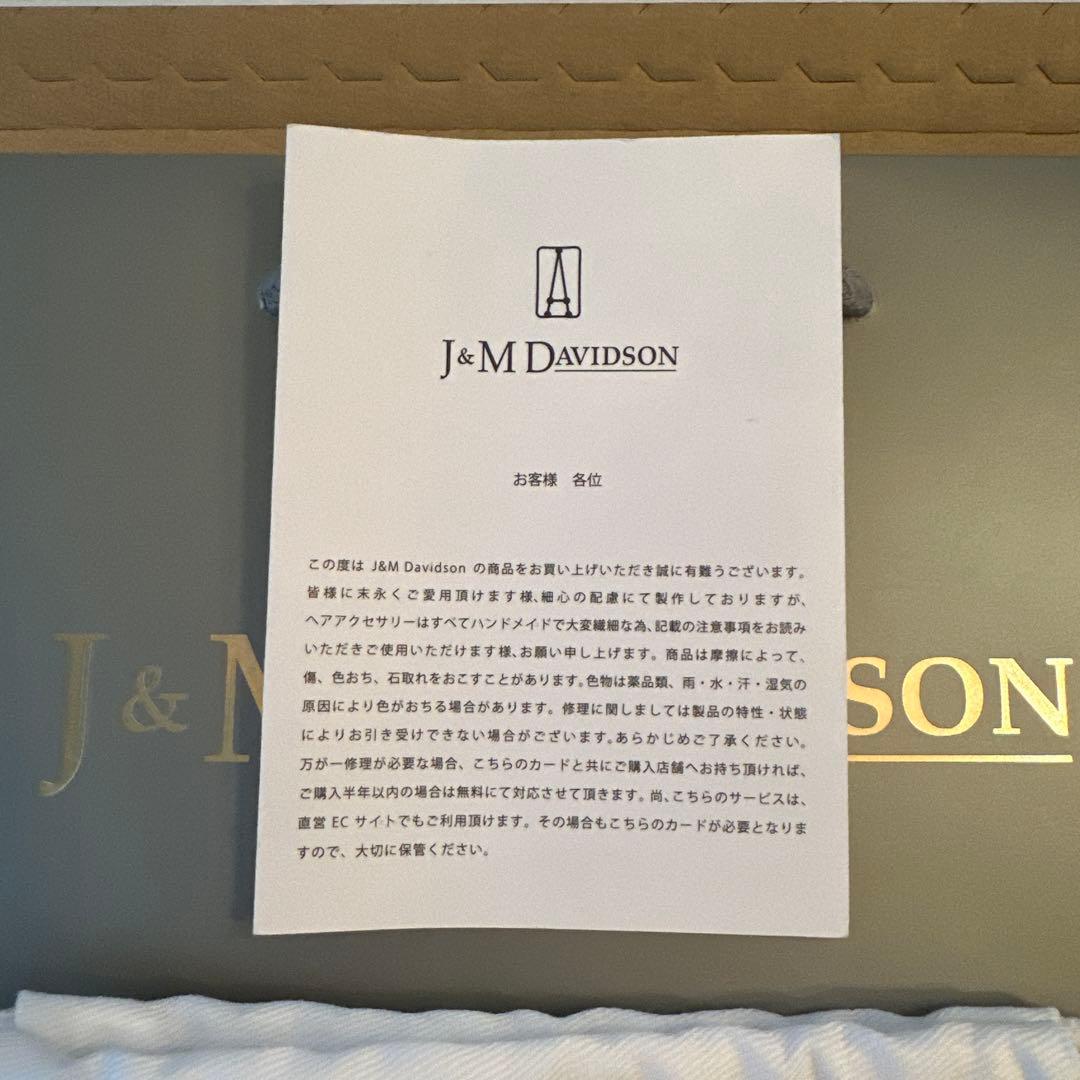 J&M DAVIDSON
お客様　各位
この度は J&M Davidson の商品をお買い上げいただき誠に有難うございます。
皆様に末永くご愛用頂けます様、細心の配慮にて製作しておりますが、
ヘアアクセサリーはすべてハンドメイドで大変繊細な為、記載の注意事項をお読み
いただきご使用いただけます様、お願い申し上げます。商品は摩擦によって、
傷、色おち、石取れをおこすことがあります。色物は薬品類、雨・水・汗・湿気の
原因により色がおちる場合があります。修理に関しましては製品の特性・状態
によりお引き受けできない場合がございます。あらかじめご了承ください。
万が一修理が必要な場合、こちらのカードと共にご購入店舗へお持ち頂ければ、
ご購入半年以内の場合は無料にて対応させて頂きます。尚、こちらのサービスは、
直営 EC サイトでもご利用頂けます。その場合もこちらのカードが必要となりま
すので、大切に保管ください。
J&M SON